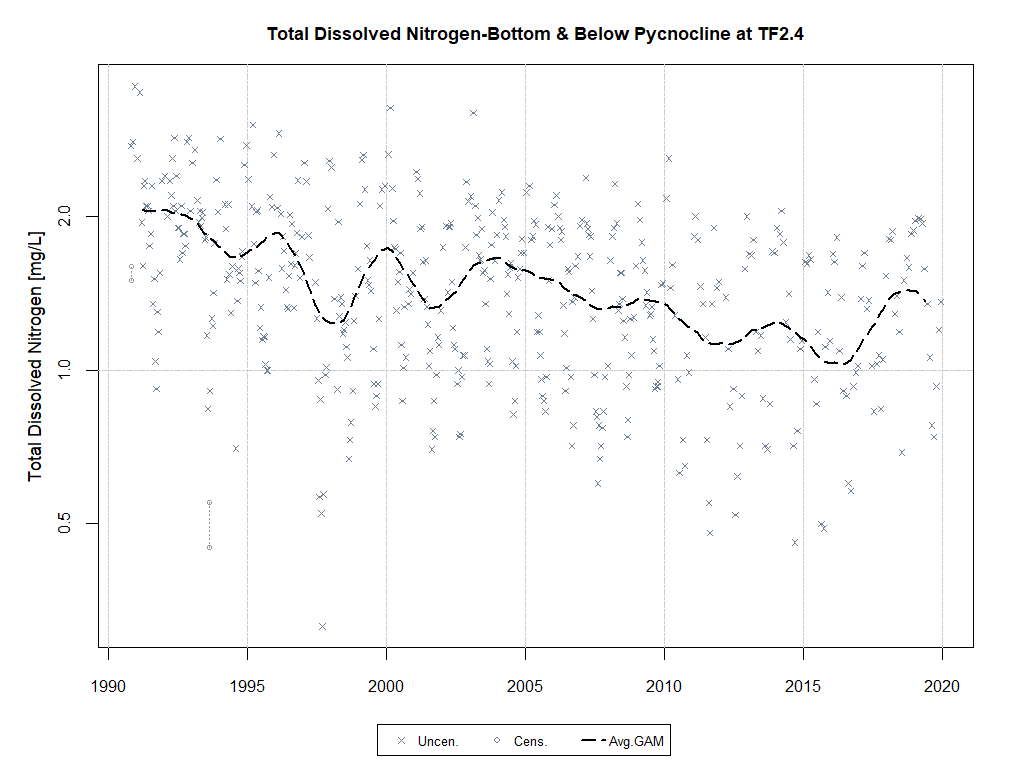 Total Dissolved Nitrogen-Bottom & Below Pycnocline at TF2.4
Total Dissolved Nitrogen [mg/L]
2.0
1.0
0.5
1990 1995 2000 2005 2010 2015 2020
Uncen. Cens. Avg.GAM